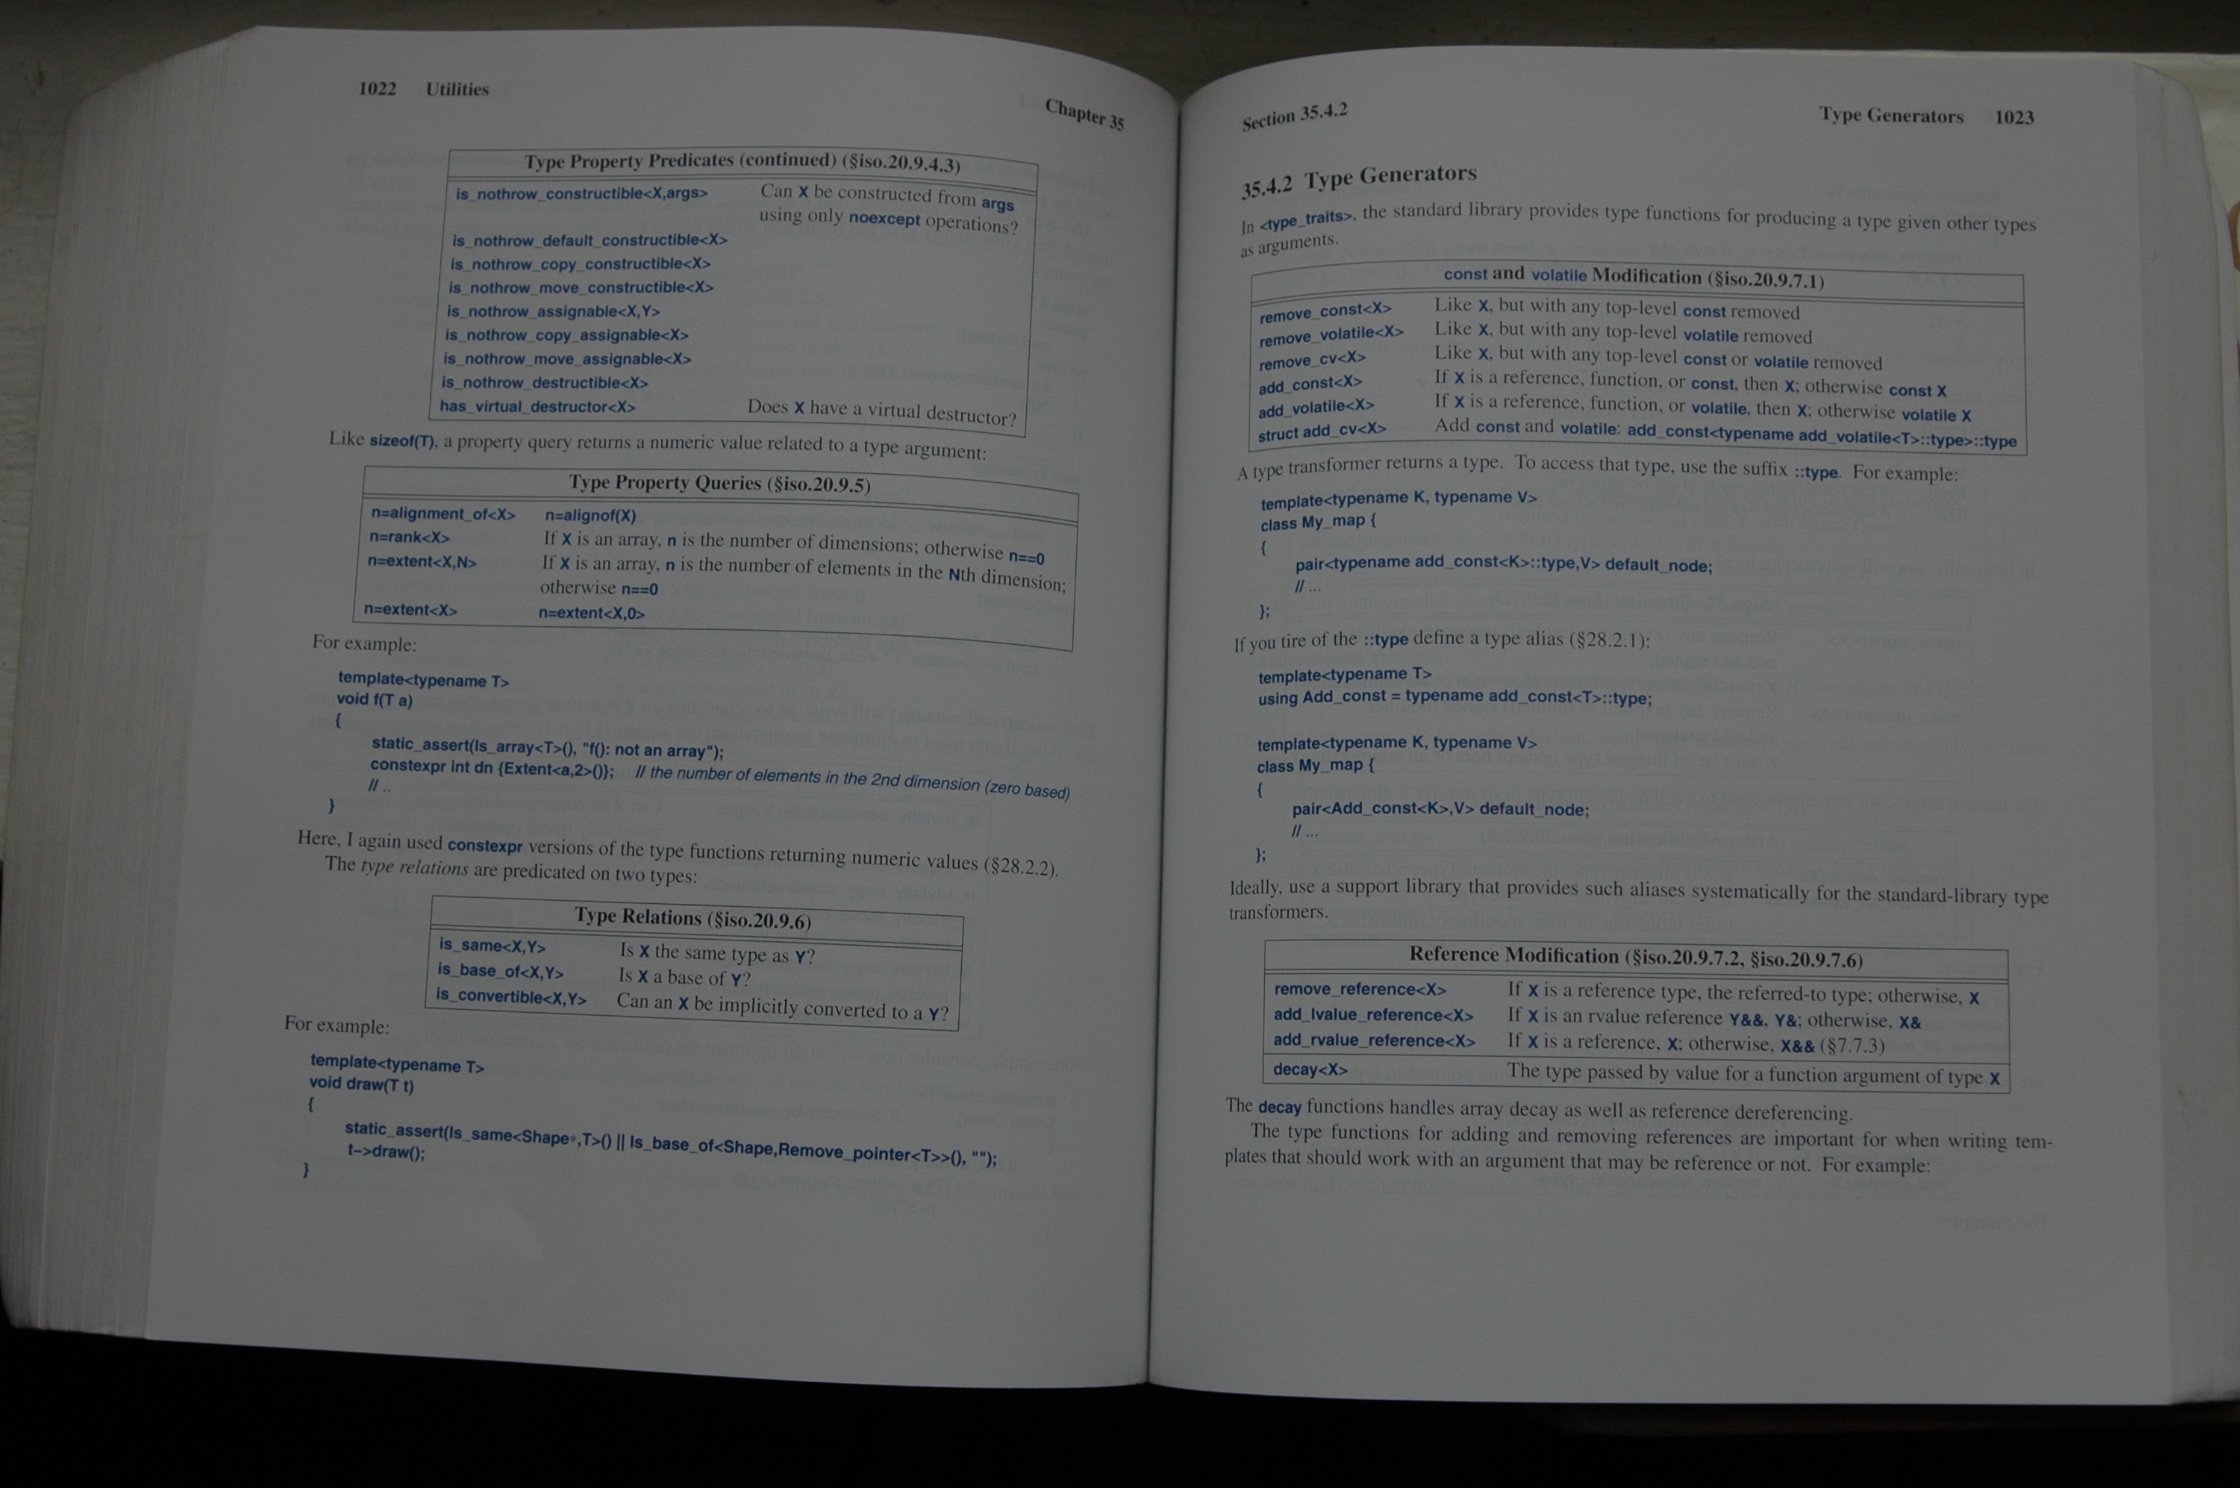 1022 Utilities
Chapter 35
Type Property Predicates (continued) (§iso.20.9.4.3)
is_nothrow_constructible<X,args> Can X be constructed from args
using only noexcept operations?
is_nothrow_default_constructible<X>
is_nothrow_copy_constructible<X>
is_nothrow_move_constructible<X>
is_nothrow_assignable<X,Y>
is_nothrow_copy_assignable<X>
is_nothrow_move_assignable<X>
is_nothrow_destructible<X>
has_virtual_destructor<X> Does X have a virtual destructor?
Like sizeof(T), a property query returns a numeric value related to a type argument:
Type Property Queries (§iso.20.9.5)
n=alignment_of<X> n=alignof(X)
n=rank<X> If X is an array, n is the number of dimensions; otherwise n==0
n=extent<X,N> If X is an array, n is the number of elements in the Nth dimension;
otherwise n==0
n=extent<X> n=extent<X,0>
For example:
template<typename T>
void f(T a)
{
static_assert(Is_array<T>(), "f(): not an array");
constexpr int dn {Extent<a,2>()}; // the number of elements in the 2nd dimension (zero based)
// ..
}
Here, I again used constexpr versions of the type functions returning numeric values (§28.2.2).
The type relations are predicated on two types:
Type Relations (§iso.20.9.6)
is_same<X,Y> Is X the same type as Y?
is_base_of<X,Y> Is X a base of Y?
is_convertible<X,Y> Can an X be implicitly converted to a Y?
For example:
template<typename T>
void draw(T t)
{
static_assert(Is_same<Shape*,T>() || Is_base_of<Shape,Remove_pointer<T>>(), "");
t->draw();
}
Section 35.4.2
Type Generators 1023
35.4.2 Type Generators
In <type_traits>, the standard library provides type functions for producing a type given other types
as arguments.
const and volatile Modification (§iso.20.9.7.1)
remove_const<X> Like X, but with any top-level const removed
remove_volatile<X> Like X, but with any top-level volatile removed
remove_cv<X> Like X, but with any top-level const or volatile removed
add_const<X> If X is a reference, function, or const, then X; otherwise const X
add_volatile<X> If X is a reference, function, or volatile, then X; otherwise volatile X
struct add_cv<X> Add const and volatile: add_const<typename add_volatile<T>::type>::type
A type transformer returns a type. To access that type, use the suffix ::type. For example:
template<typename K, typename V>
class My_map {
{
pair<typename add_const<K>::type,V> default_node;
// ...
};
If you tire of the ::type define a type alias (§28.2.1):
template<typename T>
using Add_const = typename add_const<T>::type;
template<typename K, typename V>
class My_map {
{
pair<Add_const<K>,V> default_node;
// ...
};
Ideally, use a support library that provides such aliases systematically for the standard-library type
transformers.
Reference Modification (§iso.20.9.7.2, §iso.20.9.7.6)
remove_reference<X> If X is a reference type, the referred-to type; otherwise, X
add_lvalue_reference<X> If X is an rvalue reference Y&&, Y&; otherwise, X&
add_rvalue_reference<X> If X is a reference, X; otherwise, X&& (§7.7.3)
decay<X> The type passed by value for a function argument of type X
The decay functions handles array decay as well as reference dereferencing.
The type functions for adding and removing references are important for when writing tem-
plates that should work with an argument that may be reference or not. For example: